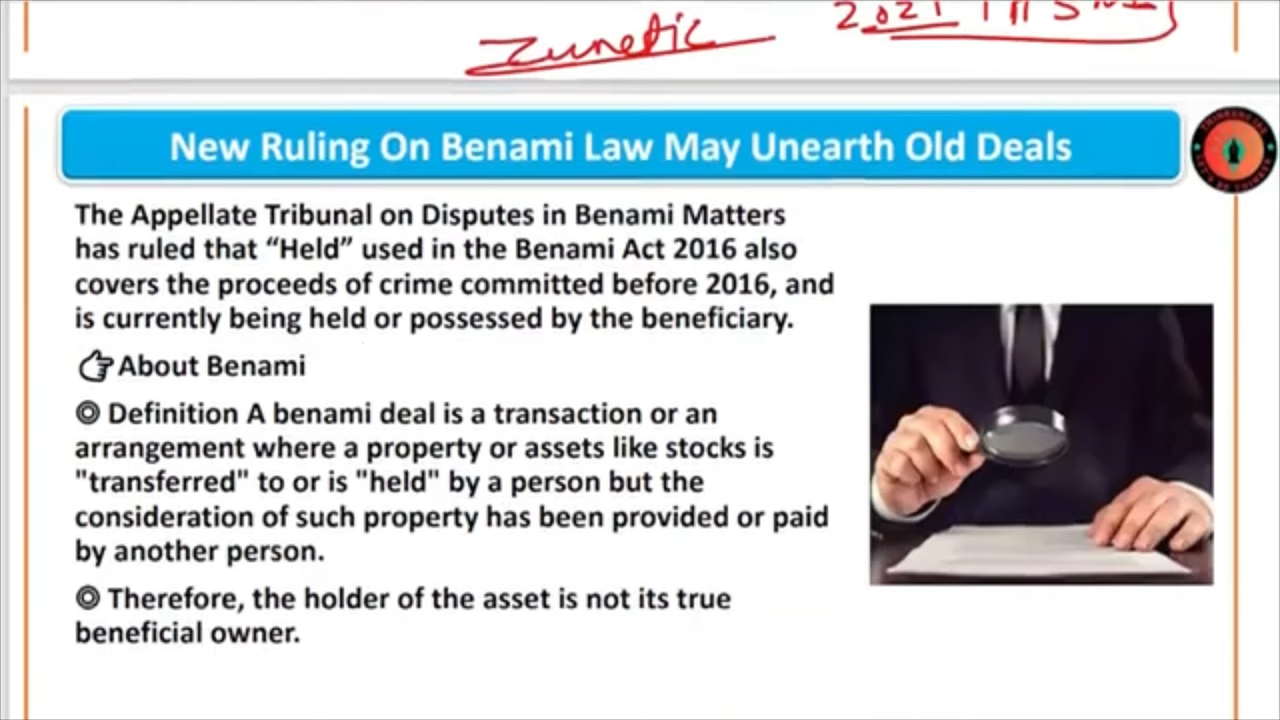 Zunetic
2021
New Ruling On Benami Law May Unearth Old Deals
The Appellate Tribunal on Disputes in Benami Matters
has ruled that “Held” used in the Benami Act 2016 also
covers the proceeds of crime committed before 2016, and
is currently being held or possessed by the beneficiary.
About Benami
Definition A benami deal is a transaction or an
arrangement where a property or assets like stocks is
"transferred" to or is "held" by a person but the
consideration of such property has been provided or paid
by another person.
Therefore, the holder of the asset is not its true
beneficial owner.